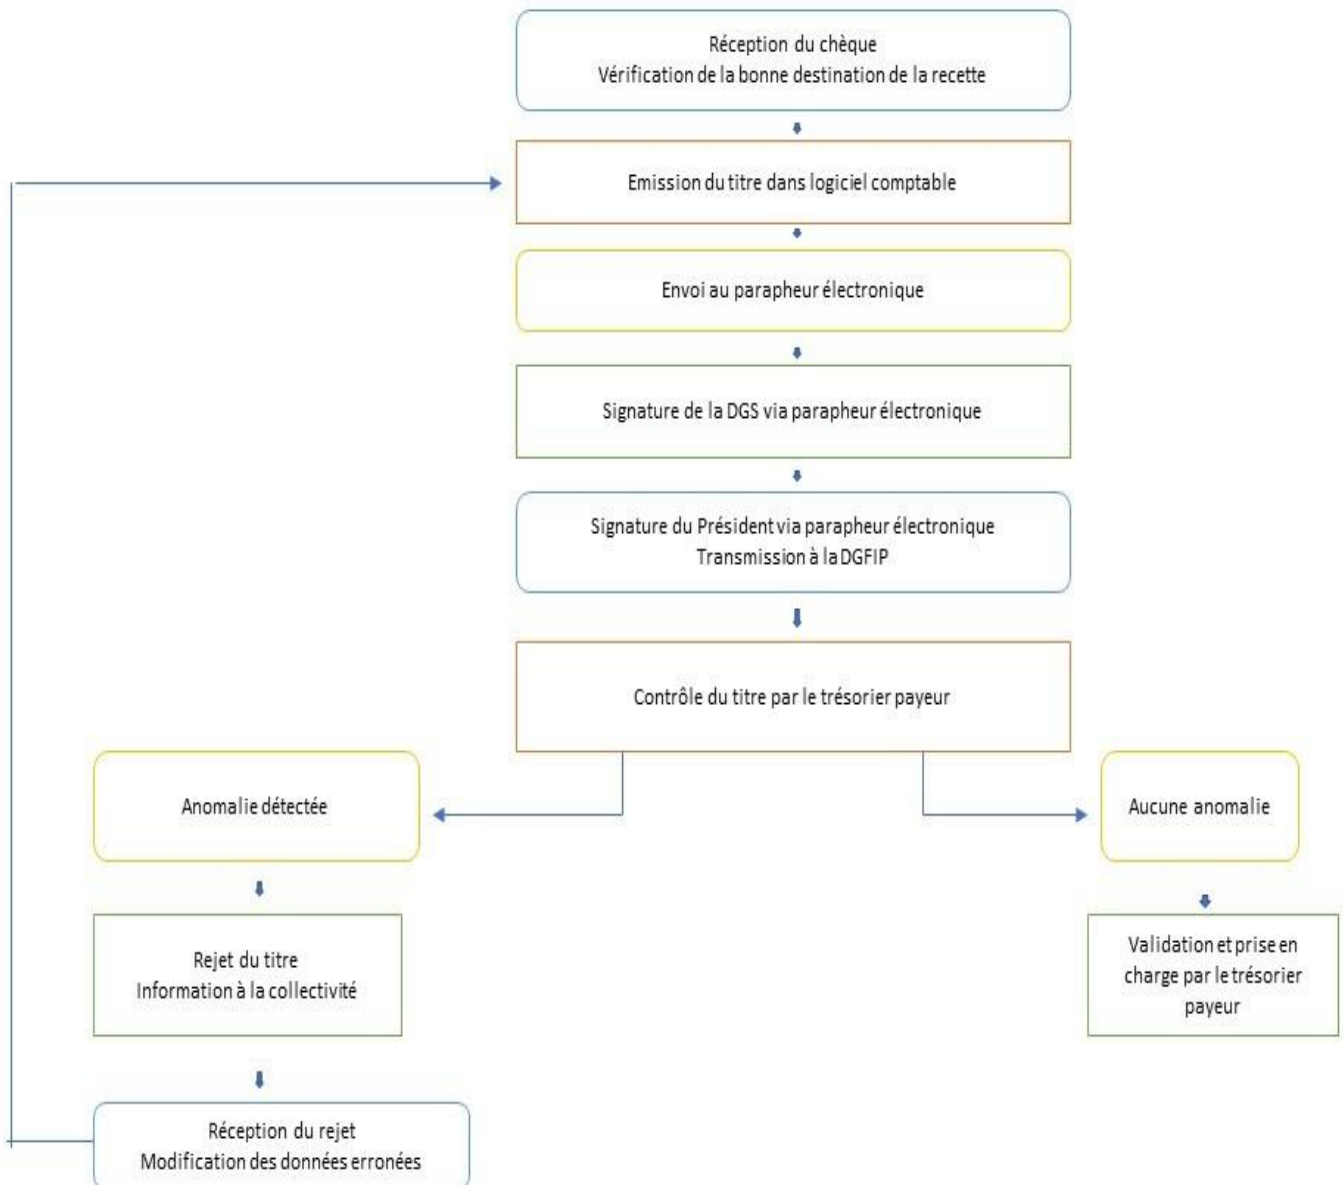 Réception du chèque
Vérification de la bonne destination de la recette
Emission du titre dans logiciel comptable
Envoi au parapheur électronique
Signature de la DGS via parapheur électronique
Signature du Président via parapheur électronique
Transmission à la DGFIP
Contrôle du titre par le trésorier payeur
Anomalie détectée
Aucune anomalie
Rejet du titre
Information à la collectivité
Validation et prise en
charge par le trésorier
payeur
Réception du rejet
Modification des données erronées